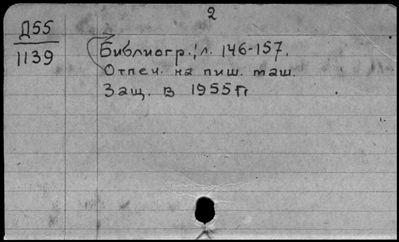 2
Д55
1139
Библиогр.: л. 146-157.
Отпеч. на пиш. маш.
Защ. в 1955 г